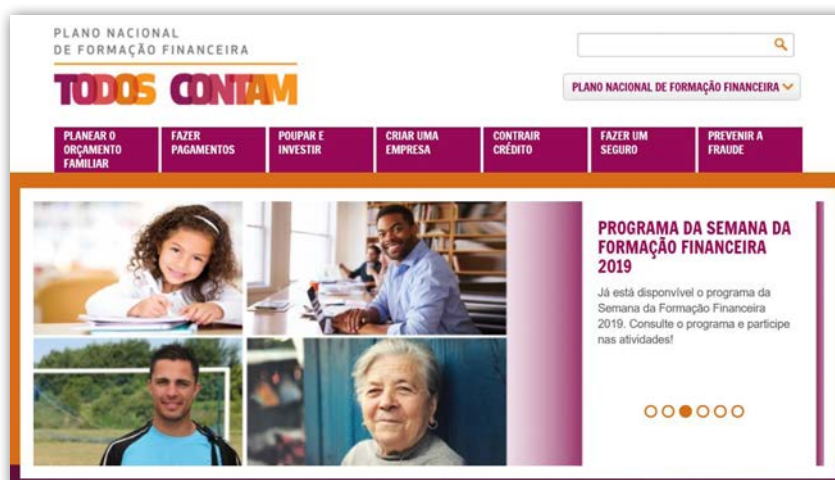 PLANO NACIONAL
DE FORMAÇÃO FINANCEIRA
TODOS CONTAM
PLANO NACIONAL DE FORMAÇÃO FINANCEIRA
PLANEAR O
ORÇAMENTO
FAMILIAR
FAZER
PAGAMENTOS
POUPAR E
INVESTIR
CRIAR UMA
EMPRESA
CONTRAIR
CRÉDITO
FAZER UM
SEGURO
PREVENIR A
FRAUDE
PROGRAMA DA SEMANA DA
FORMAÇÃO FINANCEIRA
2019
Já está disponvível o programa da
Semana da Formação Financeira
2019. Consulte o programa e participe
nas atividades!